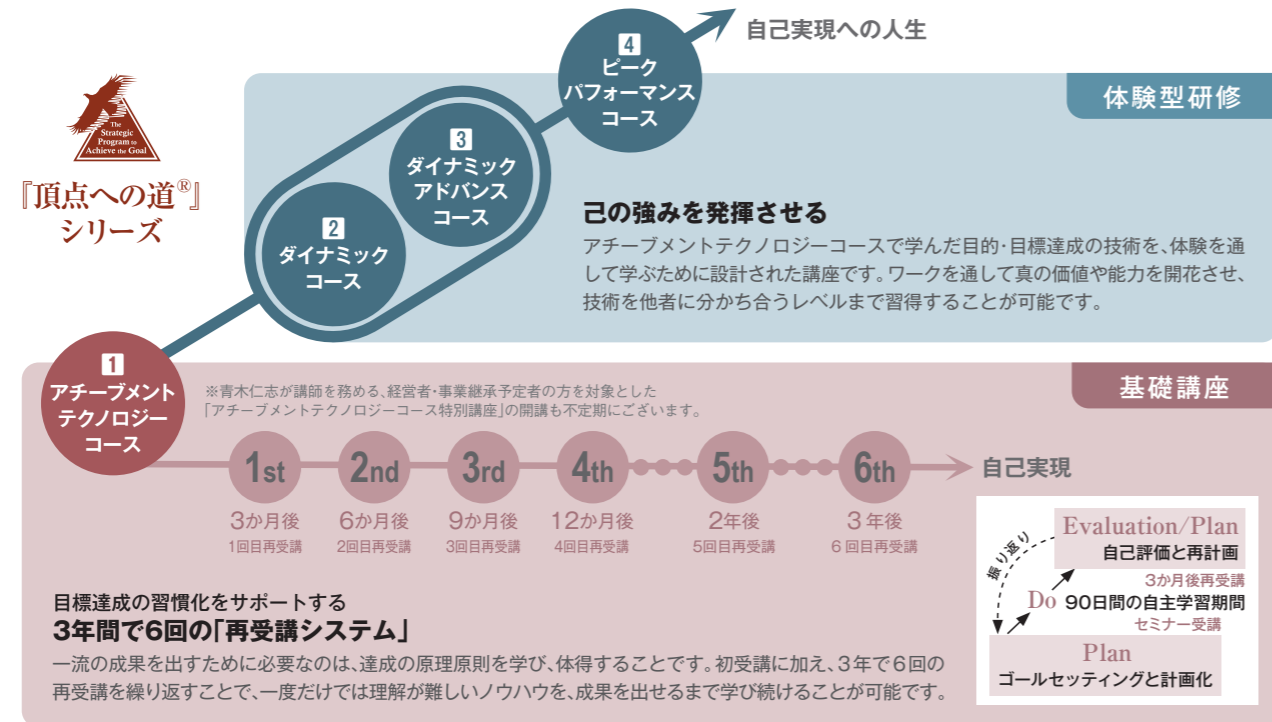 自己実現への人生
4
ピーク
パフォーマンス
コース
体験型研修
The
Strategic
Program to
Achieve the Goal
『頂点への道®』
シリーズ
3
ダイナミック
アドバンス
コース
2
ダイナミック
コース
己の強みを発揮させる
アチーブメントテクノロジーコースで学んだ目的・目標達成の技術を、体験を通
して学ぶために設計された講座です。ワークを通して真の価値や能力を開花させ、
技術を他者に分かち合うレベルまで習得することが可能です。
1
アチーブメント
テクノロジー
コース
基礎講座
※青木仁志が講師を務める、経営者・事業継承予定者の方を対象とした
「アチーブメントテクノロジーコース特別講座」の開講も不定期にございます。
1st 2nd 3rd 4th 5th 6th 自己実現
3か月後 6か月後 9か月後 12か月後 2年後 3年後
1回目再受講 2回目再受講 3回目再受講 4回目再受講 5回目再受講 6回目再受講
目標達成の習慣化をサポートする
3年間で6回の「再受講システム」
一流の成果を出すために必要なのは、達成の原理原則を学び、体得することです。初受講に加え、3年で6回の
再受講を繰り返すことで、一度だけでは理解が難しいノウハウを、成果を出せるまで学び続けることが可能です。
Evaluation/Plan
自己評価と再計画
振り返り
3か月後再受講
Do 90日間の自主学習期間
セミナー受講
Plan
ゴールセッティングと計画化